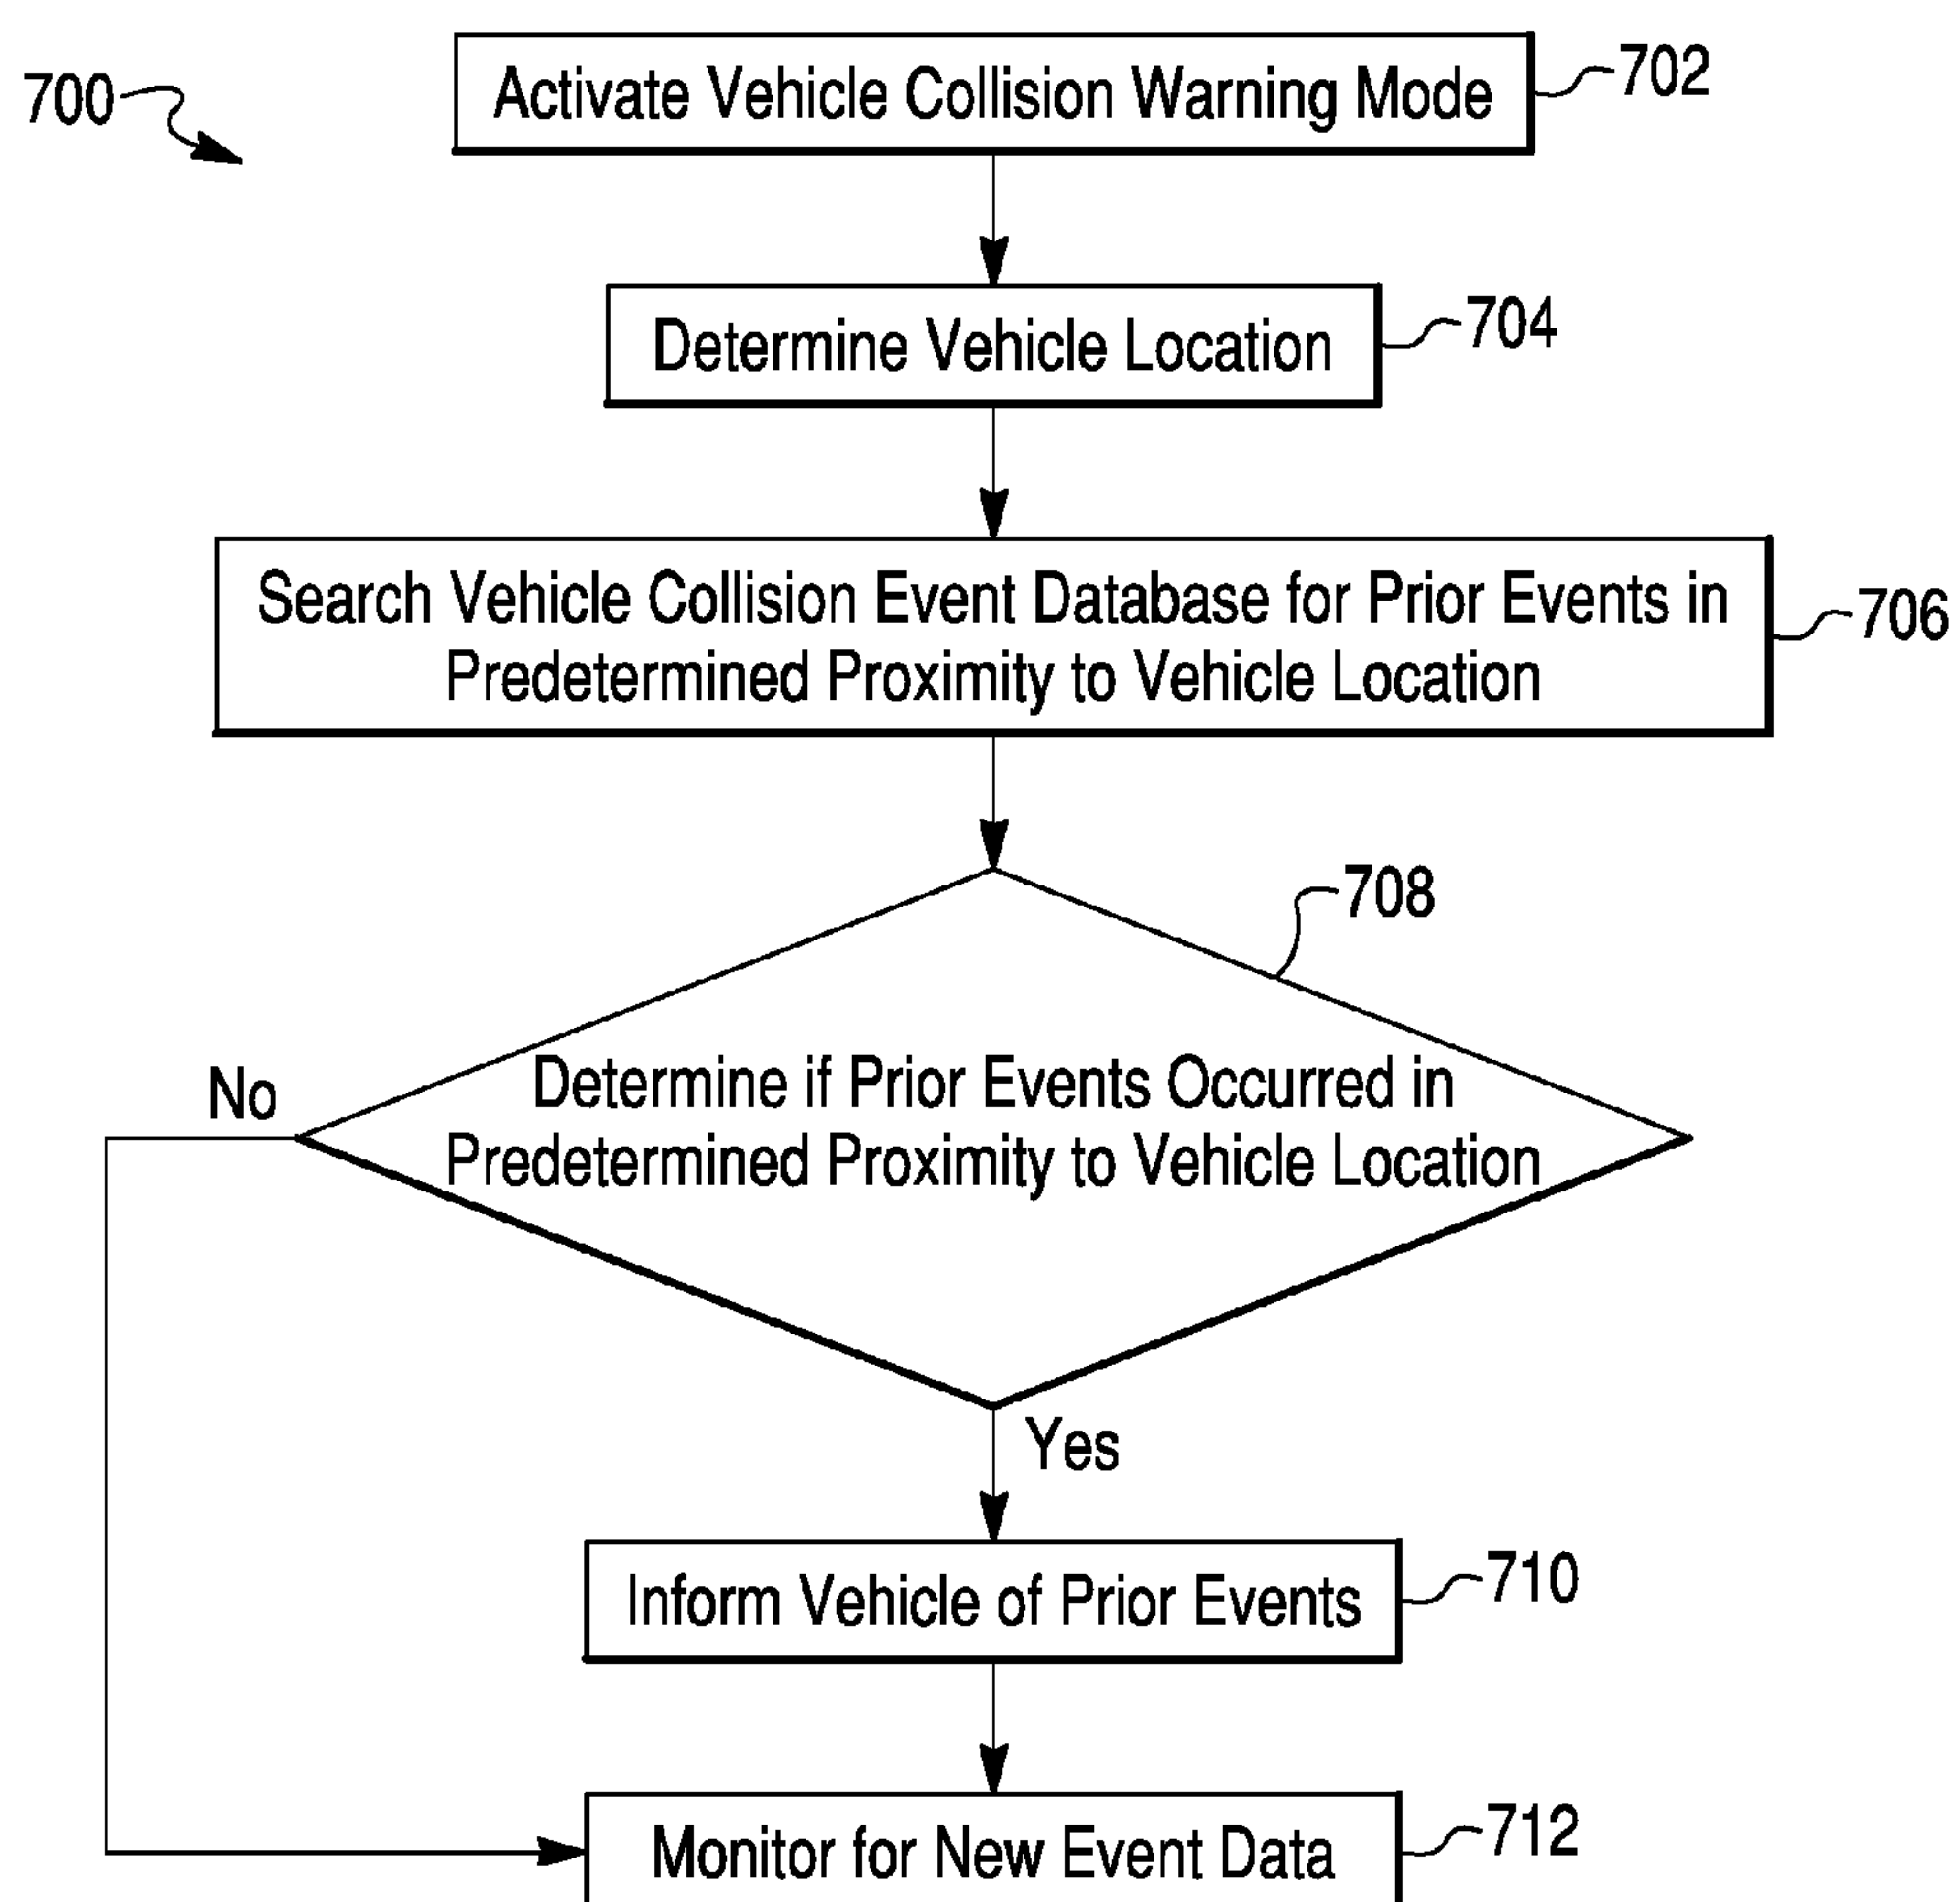 700
Activate Vehicle Collision Warning Mode
702
Determine Vehicle Location
704
Search Vehicle Collision Event Database for Prior Events in
Predetermined Proximity to Vehicle Location
706
708
Determine if Prior Events Occurred in
Predetermined Proximity to Vehicle Location
No
Yes
Inform Vehicle of Prior Events
710
Monitor for New Event Data
712